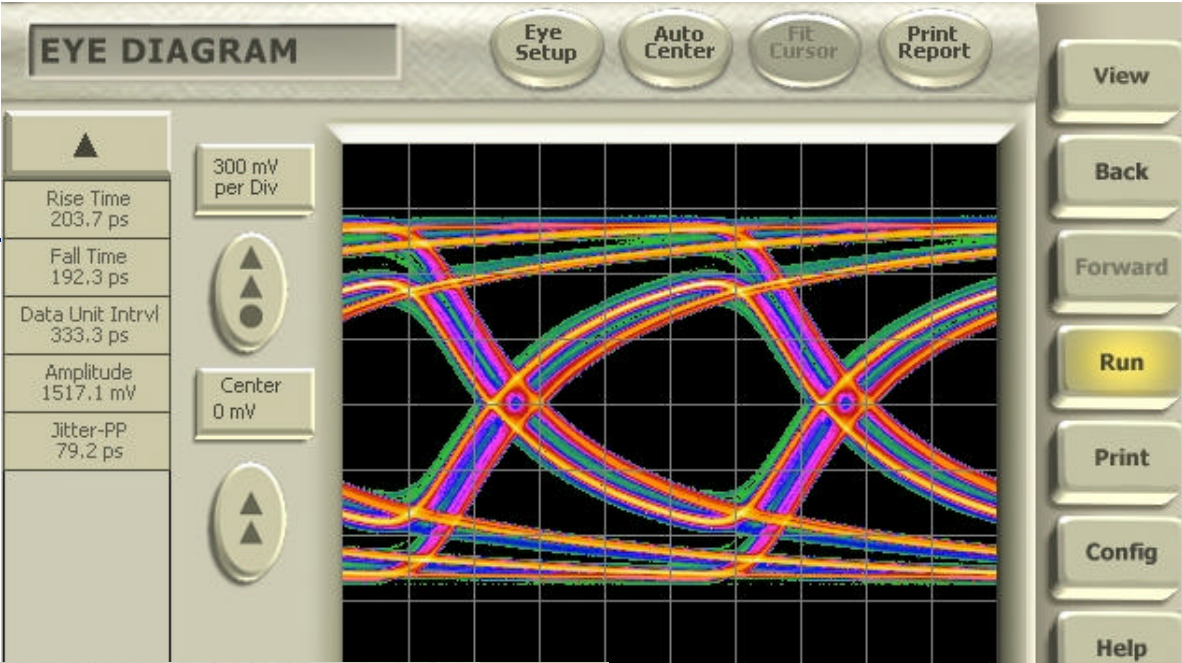 EYE DIAGRAM
Eye
Setup
Auto
Center
Fit
Cursor
Print
Report
View
Back
Forward
Run
Print
Config
Help
Rise Time
203.7 ps
Fall Time
192.3 ps
Data Unit Intrvl
333.3 ps
Amplitude
1517.1 mV
Jitter-PP
79.2 ps
300 mV
per Div
Center
0 mV